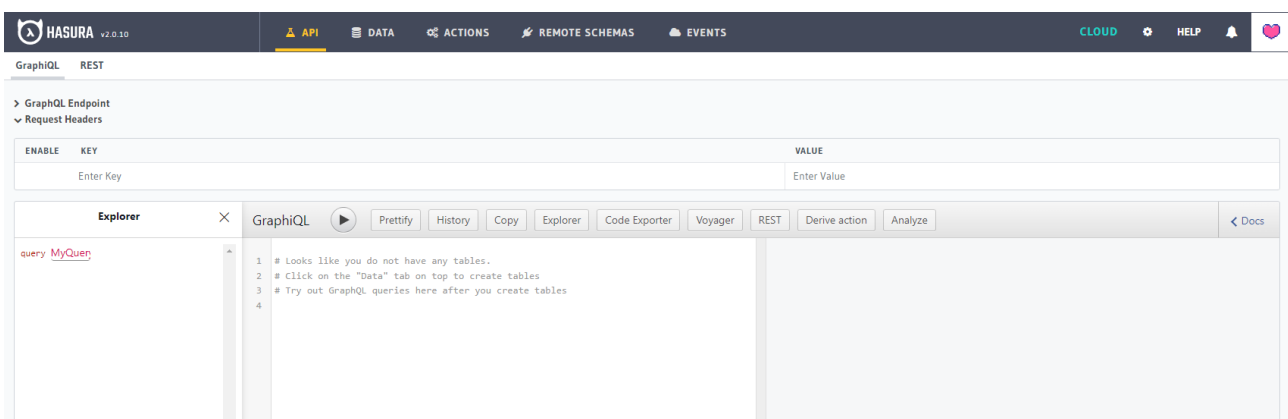 HASURA v2.0.10 API DATA ACTIONS REMOTE SCHEMAS EVENTS CLOUD HELP
GraphiQL REST
GraphQL Endpoint
Request Headers
ENABLE KEY VALUE
Enter Key Enter Value
Explorer GraphiQL Prettify History Copy Explorer Code Exporter Voyager REST Derive action Analyze Docs
query MyQuery
1 # Looks like you do not have any tables.
2 # Click on the "Data" tab on top to create tables
3 # Try out GraphQL queries here after you create tables
4